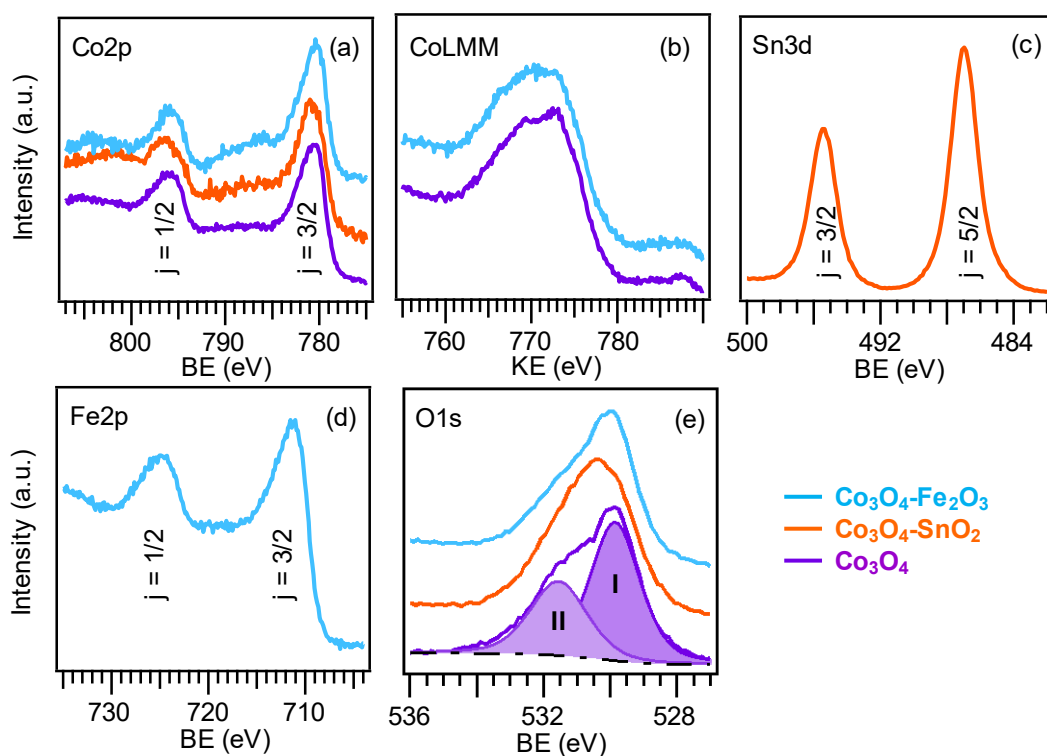 Co2p
(a)
Intensity (a.u.)
j = 1/2
j = 3/2
800
790
780
BE (eV)
CoLMM
(b)
760
770
780
KE (eV)
Sn3d
(c)
j = 3/2
j = 5/2
500
492
484
BE (eV)
Fe2p
(d)
Intensity (a.u.)
j = 1/2
j = 3/2
730
720
710
BE (eV)
O1s
(e)
I
II
536
532
528
BE (eV)
Co₃O₄-Fe₂O₃
Co₃O₄-SnO₂
Co₃O₄